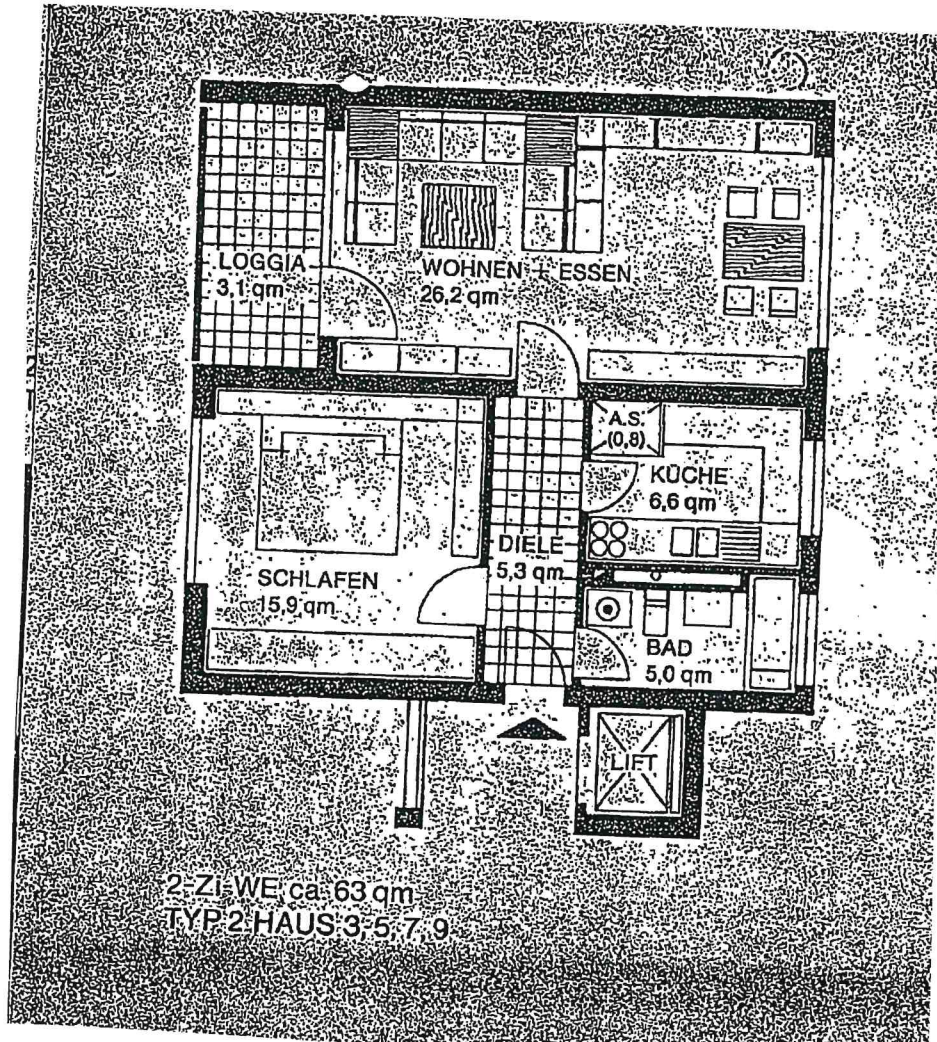 LOGGIA
3,1 qm
WOHNEN + ESSEN
26,2 qm
A.S.
(0,8)
KÜCHE
6,6 qm
DIELE
5,3 qm
SCHLAFEN
15,9 qm
BAD
5,0 qm
LIFT
2-Zi-WE ca. 63 qm
TYP 2 HAUS 3, 5, 7, 9